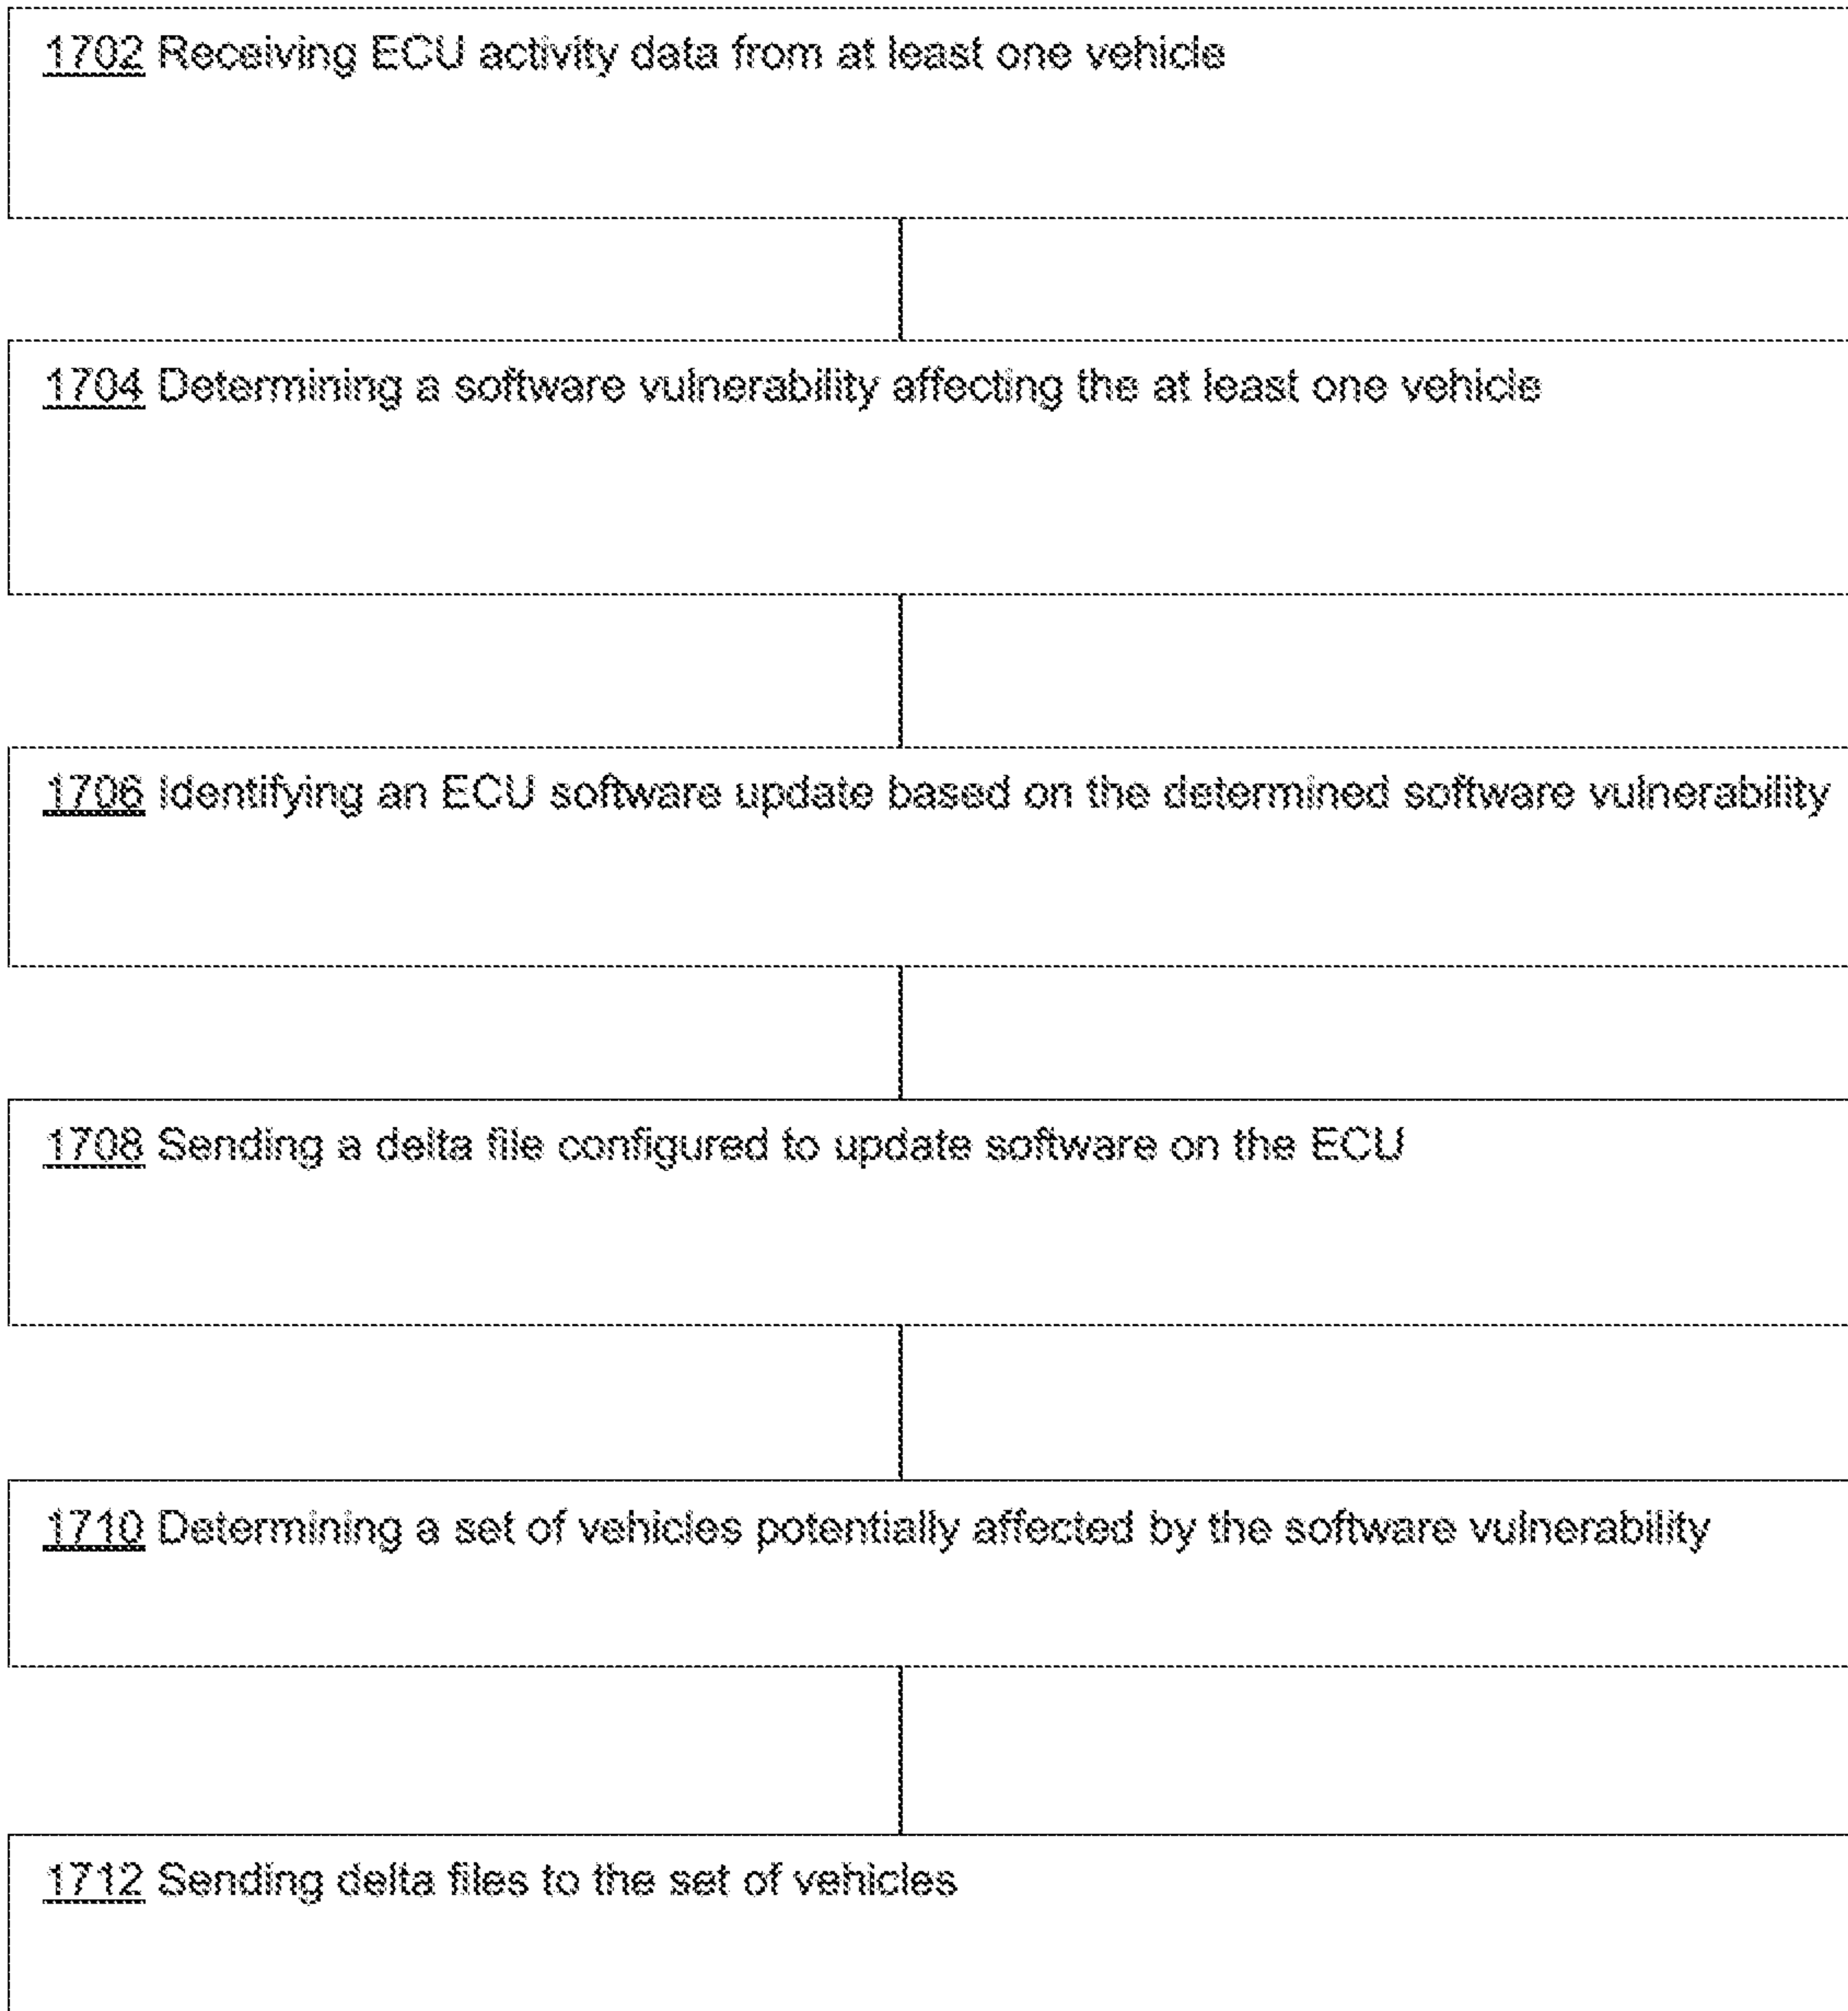 1702 Receiving ECU activity data from at least one vehicle
1704 Determining a software vulnerability affecting the at least one vehicle
1706 Identifying an ECU software update based on the determined software vulnerability
1708 Sending a delta file configured to update software on the ECU
1710 Determining a set of vehicles potentially affected by the software vulnerability
1712 Sending delta files to the set of vehicles